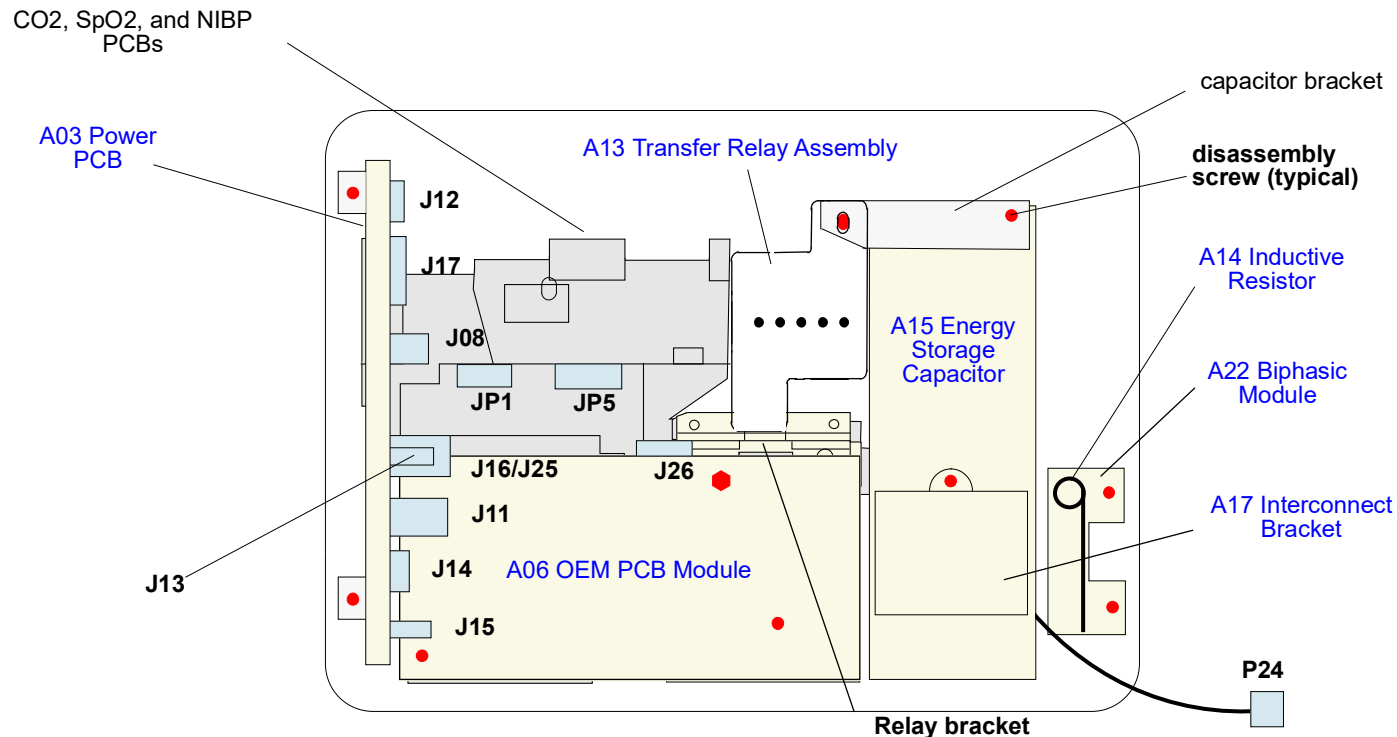 CO2, SpO2, and NIBP
PCBs
capacitor bracket
A03 Power
PCB
A13 Transfer Relay Assembly
disassembly
screw (typical)
J12
J17
A14 Inductive
Resistor
J08
A15 Energy
Storage
Capacitor
A22 Biphasic
Module
JP1
JP5
J16/J25
J26
A17 Interconnect
Bracket
J11
J13
J14
A06 OEM PCB Module
J15
P24
Relay bracket